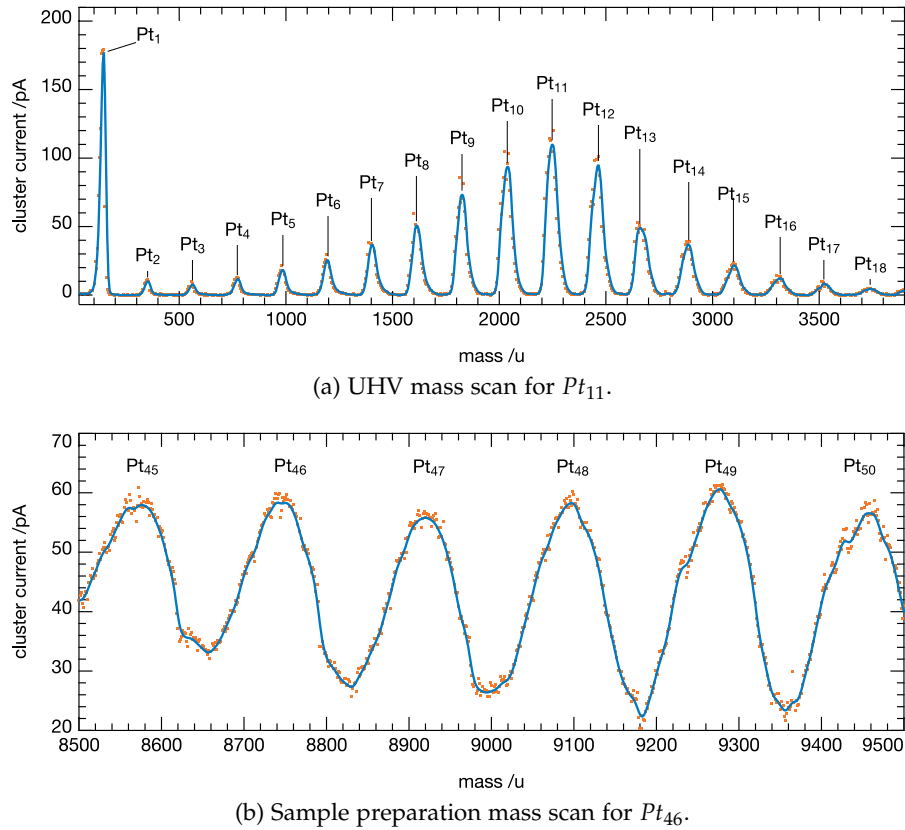 200
150
100
50
0
cluster current /pA
Pt₁
Pt₂
Pt₃
Pt₄
Pt₅
Pt₆
Pt₇
Pt₈
Pt₉
Pt₁₀
Pt₁₁
Pt₁₂
Pt₁₃
Pt₁₄
Pt₁₅
Pt₁₆
Pt₁₇
Pt₁₈
500 1000 1500 2000 2500 3000 3500
mass /u
(a) UHV mass scan for Pt₁₁.
70
60
50
40
30
20
cluster current /pA
Pt₄₅ Pt₄₆ Pt₄₇ Pt₄₈ Pt₄₉ Pt₅₀
8500 8600 8700 8800 8900 9000 9100 9200 9300 9400 9500
mass /u
(b) Sample preparation mass scan for Pt₄₆.